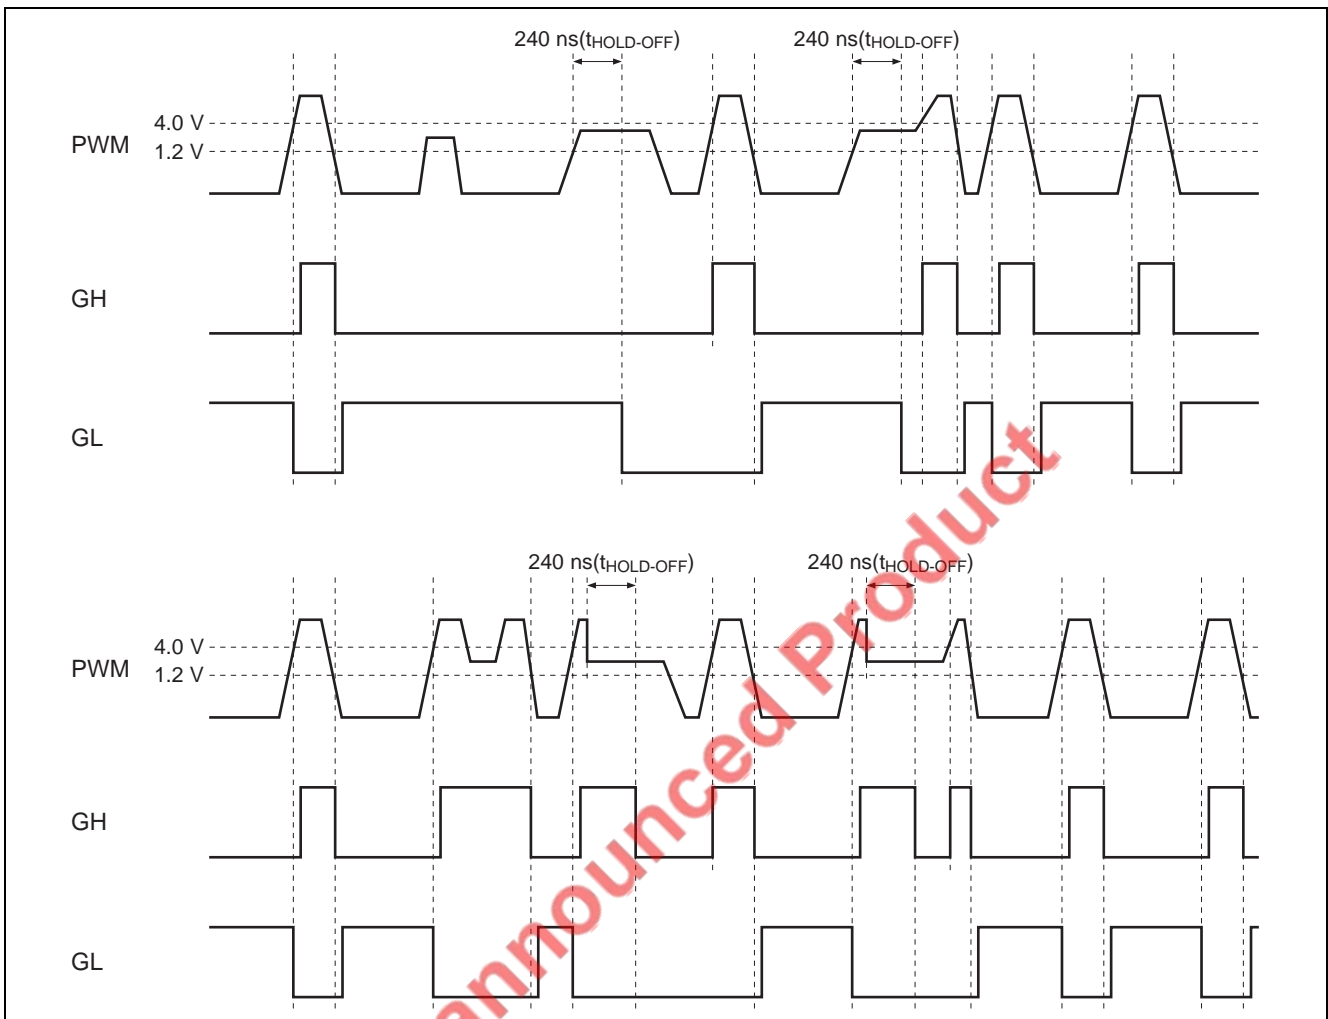 240 ns(tHOLD-OFF) 240 ns(tHOLD-OFF)
4.0 V
PWM
1.2 V
GH
GL
240 ns(tHOLD-OFF) 240 ns(tHOLD-OFF)
4.0 V
PWM
1.2 V
GH
GL
announced Product